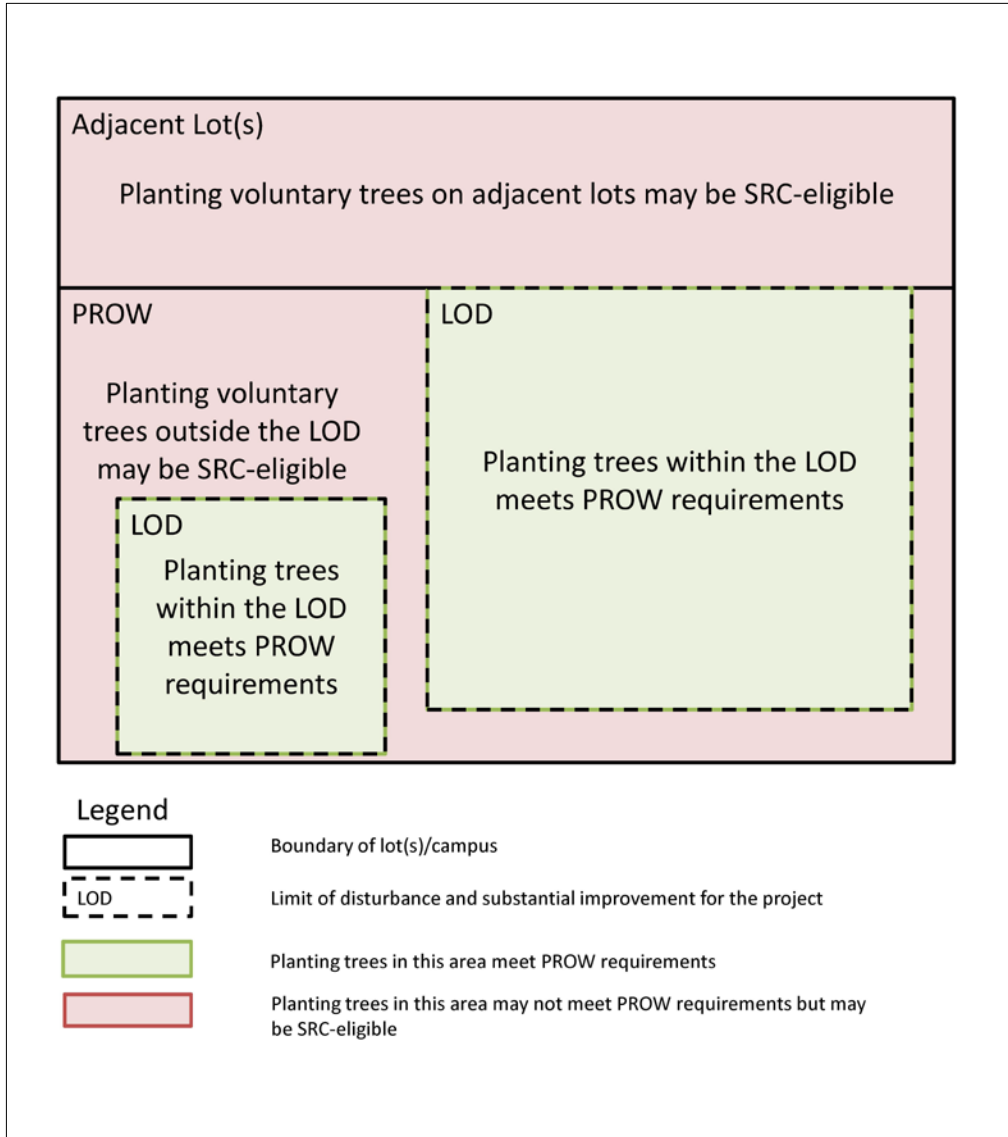 Adjacent Lot(s)
Planting voluntary trees on adjacent lots may be SRC-eligible
PROW
Planting voluntary
trees outside the LOD
may be SRC-eligible
LOD
Planting trees
within the LOD
meets PROW
requirements
LOD
Planting trees within the LOD
meets PROW requirements
Legend
Boundary of lot(s)/campus
LOD
Limit of disturbance and substantial improvement for the project
Planting trees in this area meet PROW requirements
Planting trees in this area may not meet PROW requirements but may
be SRC-eligible